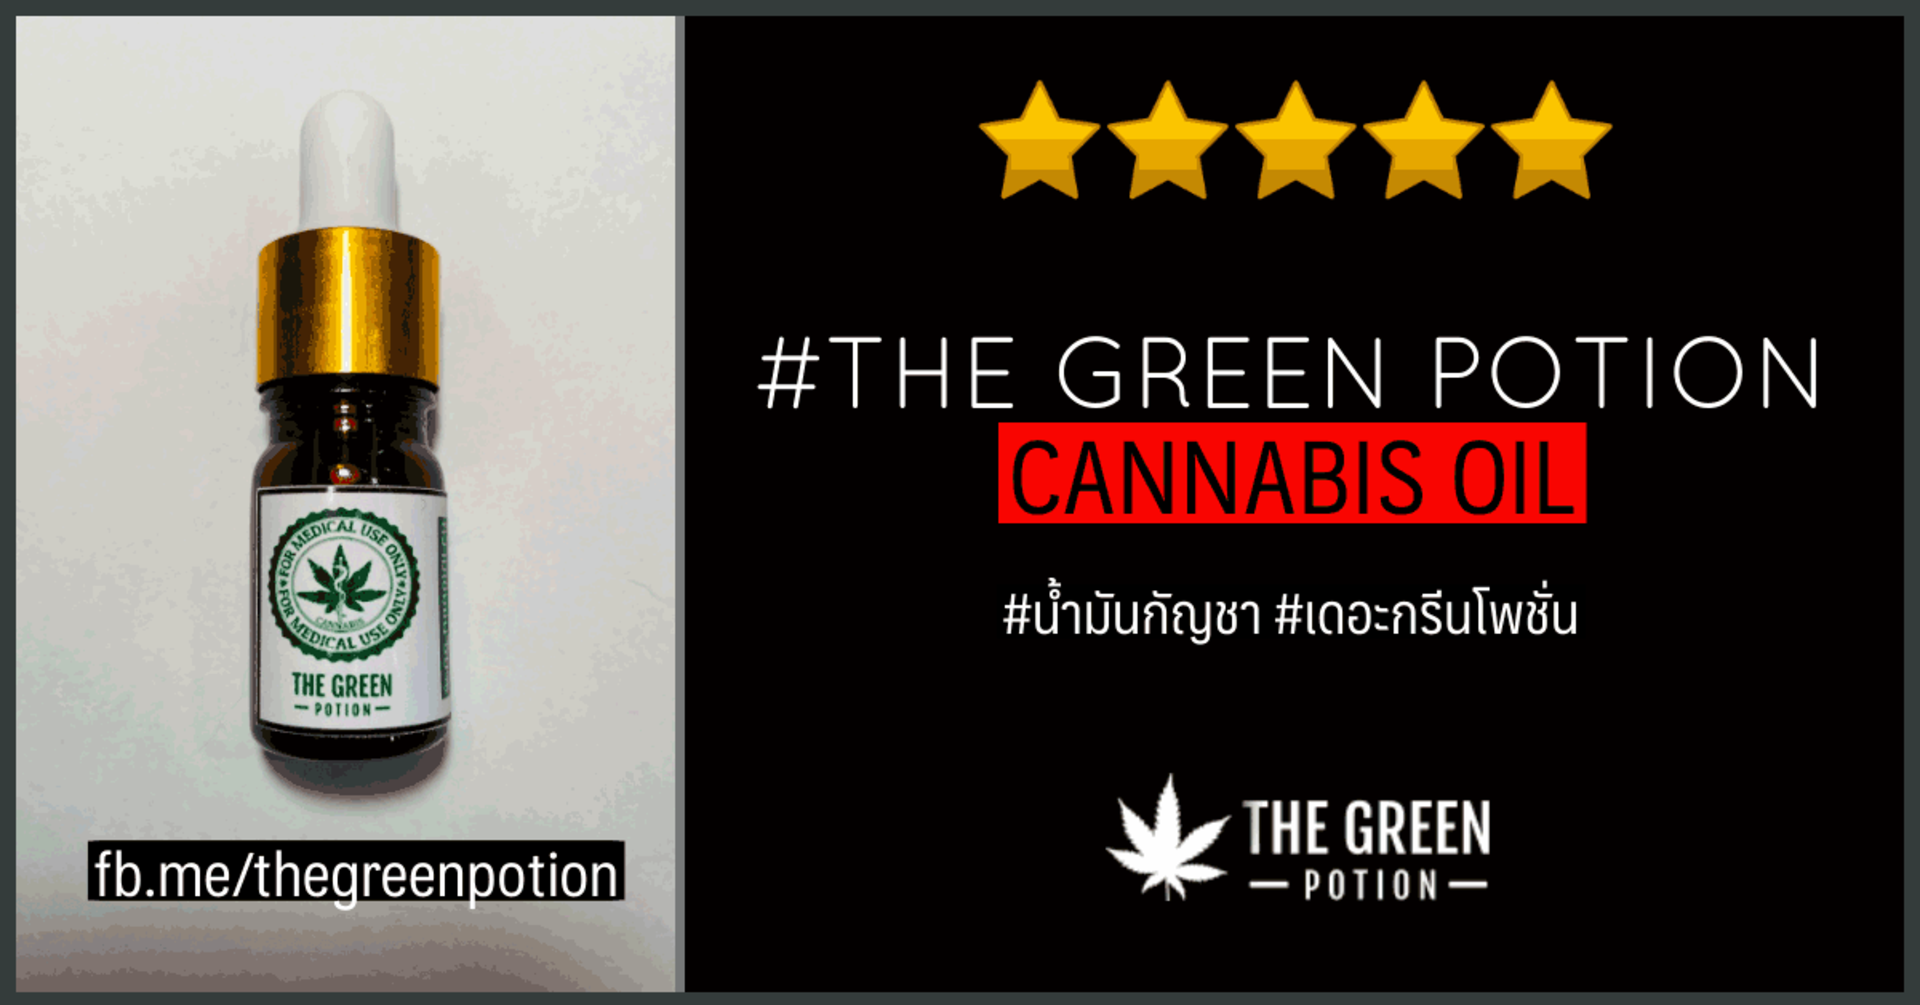 FOR MEDICAL USE ONLY
FOR MEDICAL USE ONLY
CANNABIS
THE GREEN
POTION
fb.me/thegreenpotion
#THE GREEN POTION
CANNABIS OIL
#น้ำมันกัญชา #เดอะกรีนโพชั่น
THE GREEN
POTION